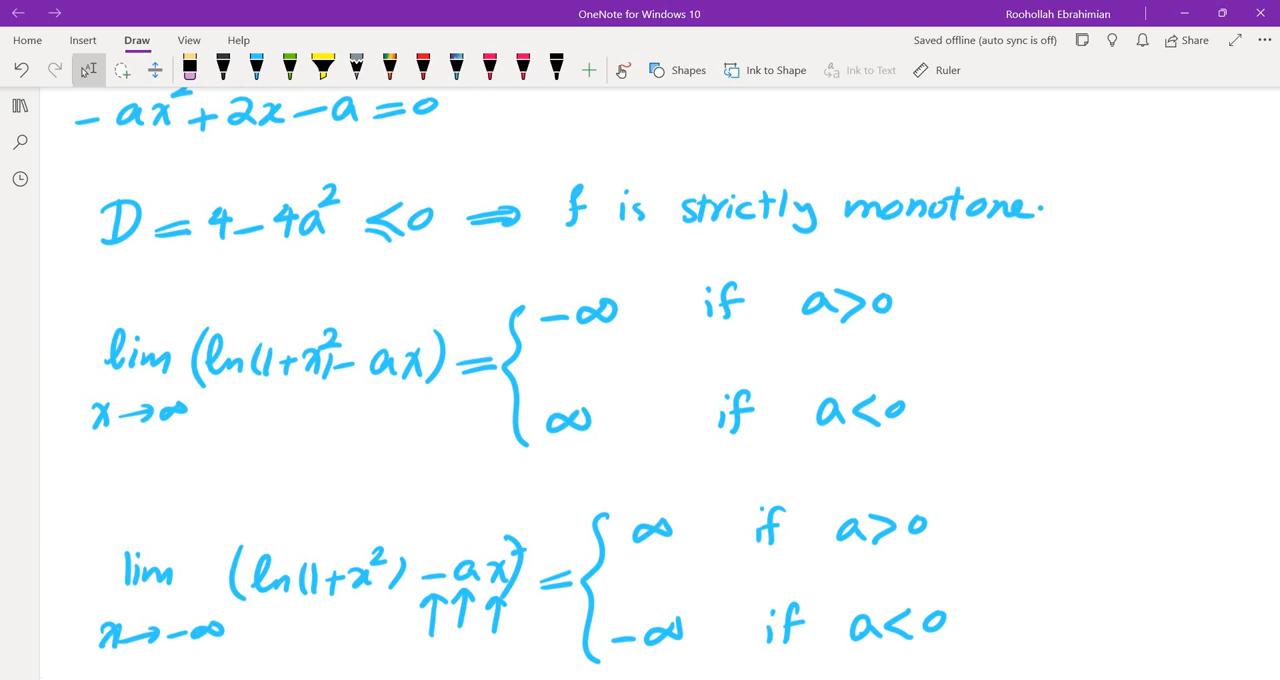 OneNote for Windows 10
Roohollah Ebrahimian
Home Insert Draw View Help
Saved offline (auto sync is off) Share
Shapes Ink to Shape Ink to Text Ruler
-ax²+2x-a=0
D=4-4a²≤0 ⇒ f is strictly monotone.
-∞ if a>0
lim (ln(1+x²)-ax)={
x→∞
∞ if a<0
∞ if a>0
lim (ln(1+x²)-ax)={
↑↑↑
x→-∞
-∞ if a<0